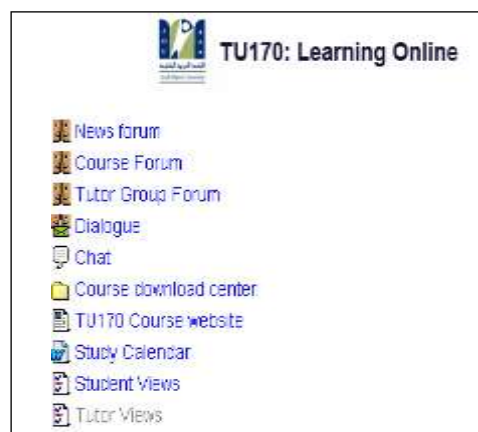 TU170: Learning Online
News forum
Course Forum
Tutor Group Forum
Dialogue
Chat
Course download center
TU170 Course website
Study Calendar
Student Views
Tutor Views